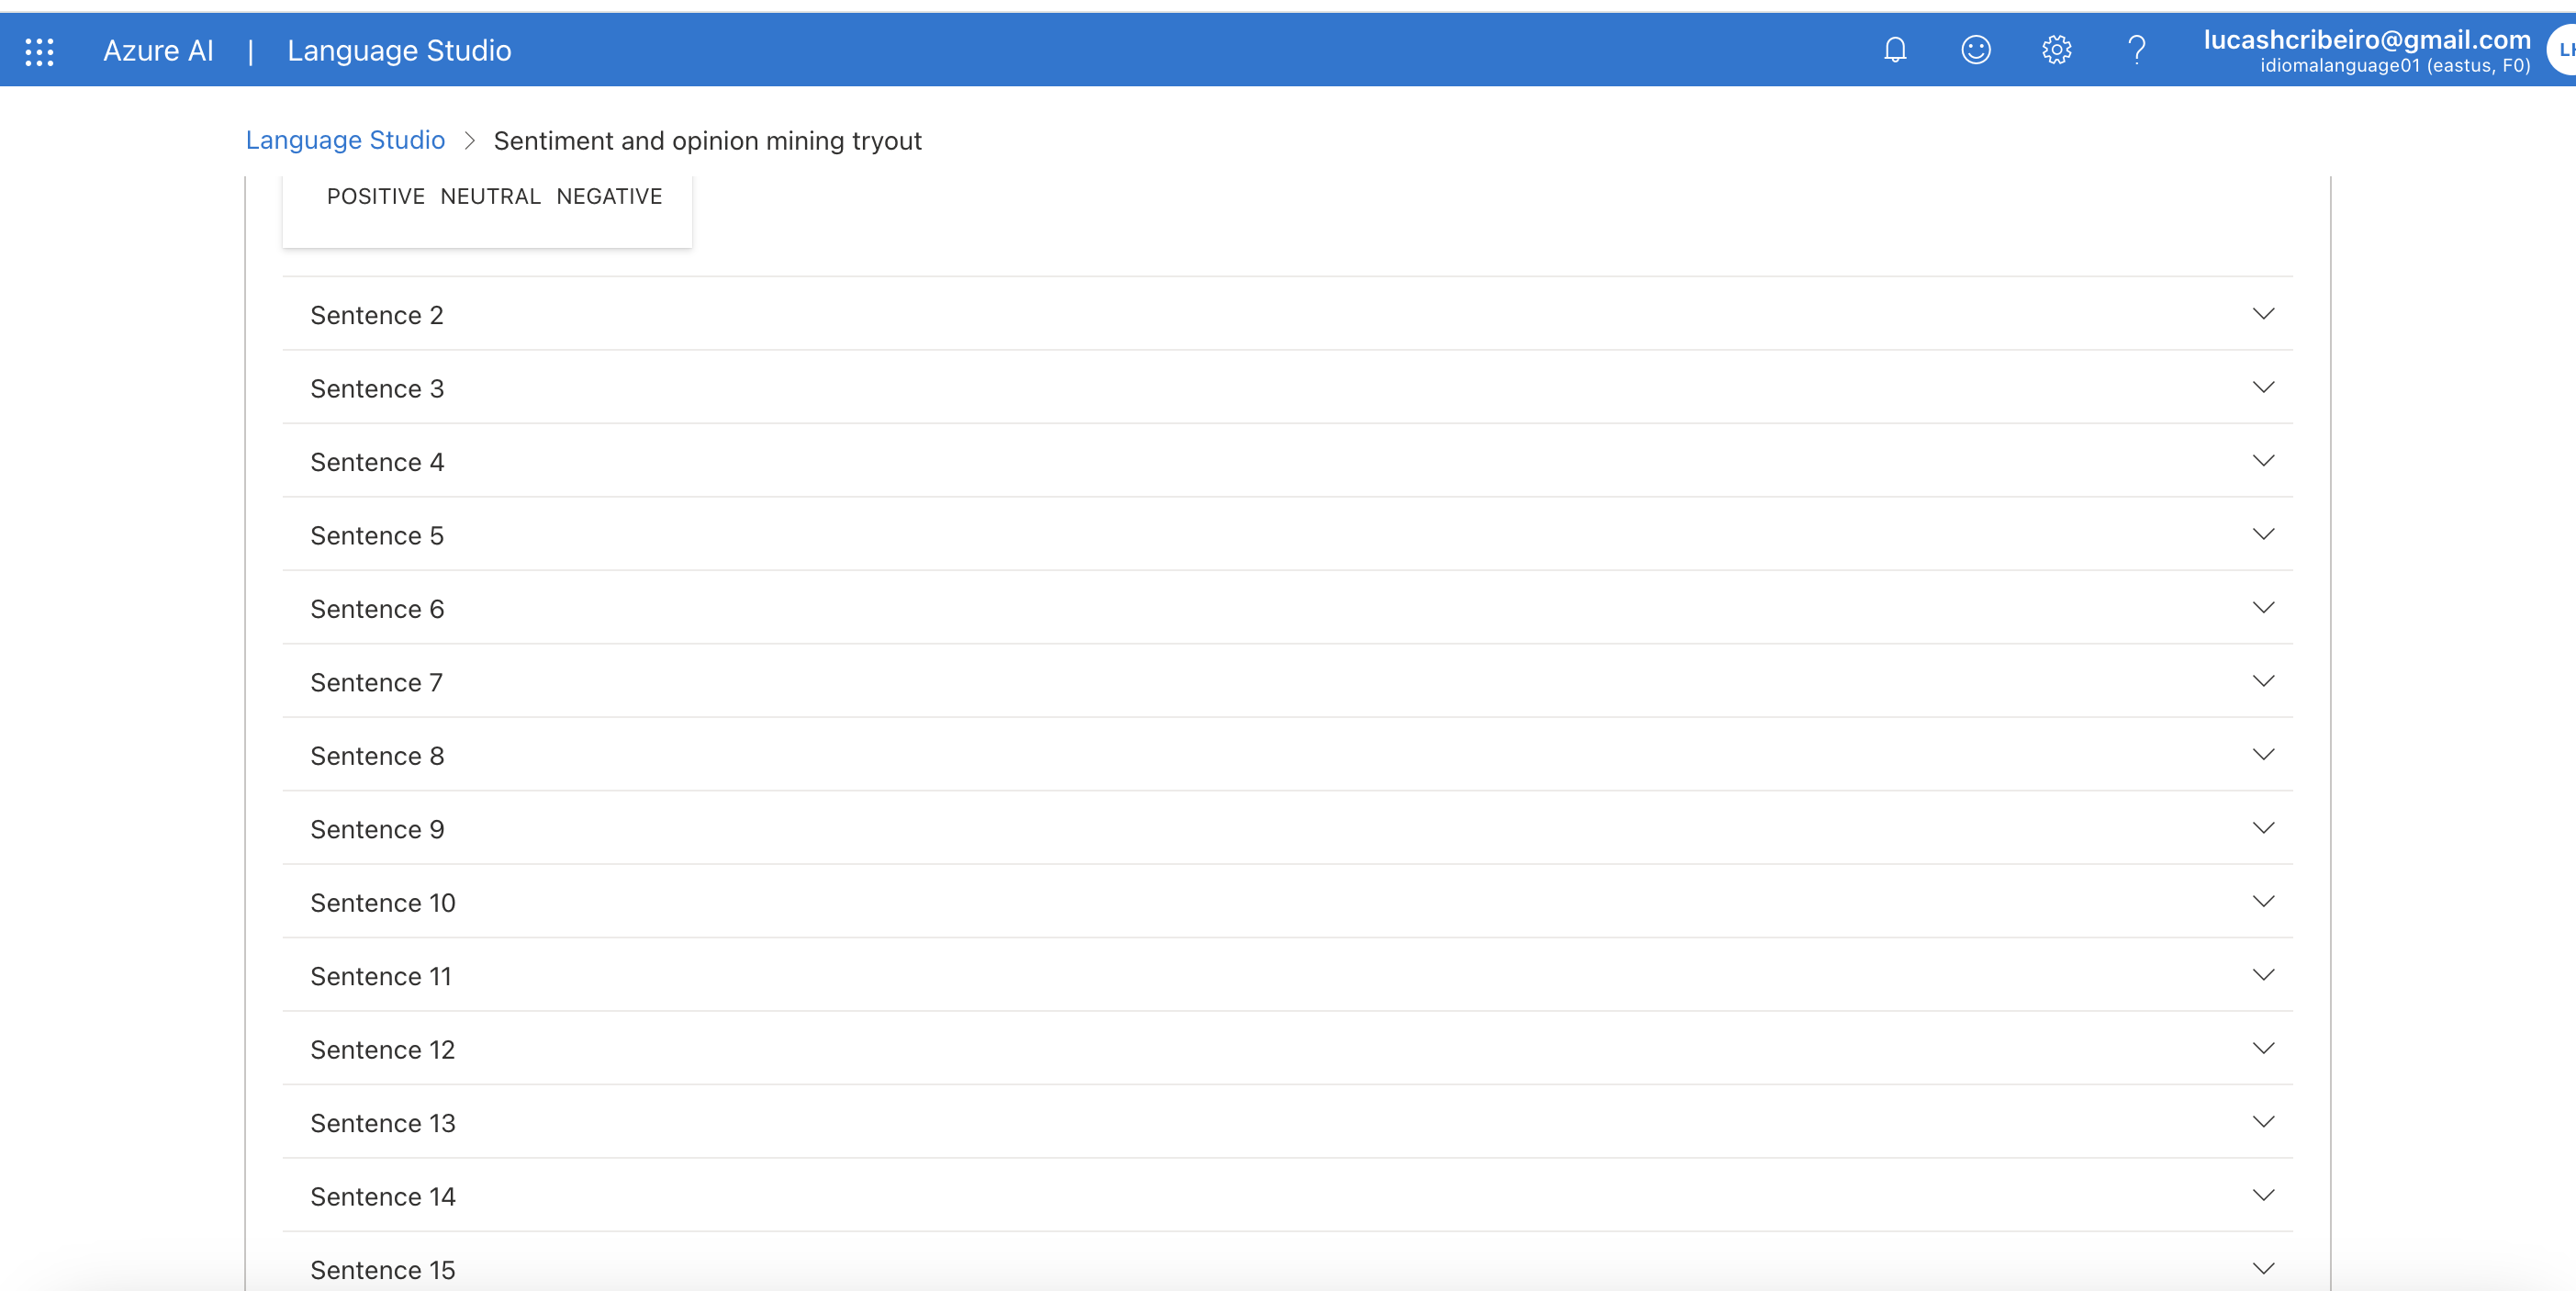 Azure AI | Language Studio
lucashcribeiro@gmail.com
idiomalanguage01 (eastus, F0)
Language Studio > Sentiment and opinion mining tryout
POSITIVE NEUTRAL NEGATIVE
Sentence 2
Sentence 3
Sentence 4
Sentence 5
Sentence 6
Sentence 7
Sentence 8
Sentence 9
Sentence 10
Sentence 11
Sentence 12
Sentence 13
Sentence 14
Sentence 15